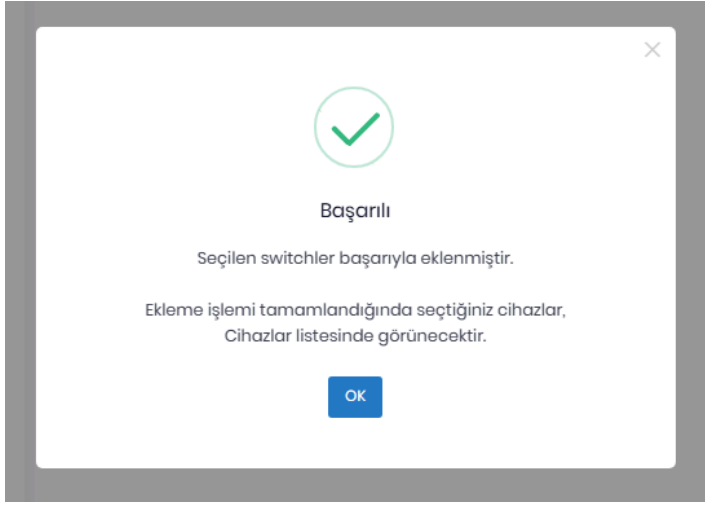 Başarılı
Seçilen switchler başarıyla eklenmiştir.
Ekleme işlemi tamamlandığında seçtiğiniz cihazlar,
Cihazlar listesinde görünecektir.
OK